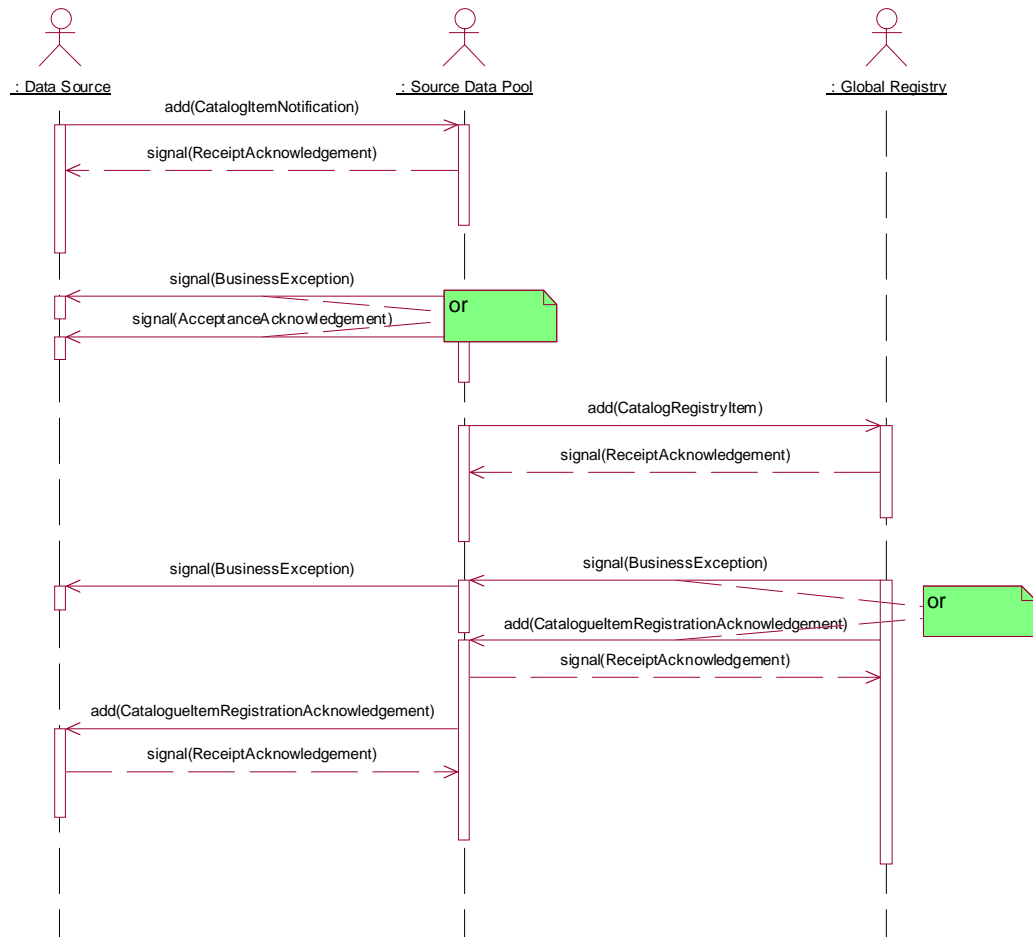 : Data Source
: Source Data Pool
: Global Registry
add(CatalogItemNotification)
signal(ReceiptAcknowledgement)
signal(BusinessException)
or
signal(AcceptanceAcknowledgement)
add(CatalogRegistryItem)
signal(ReceiptAcknowledgement)
signal(BusinessException)
signal(BusinessException)
or
add(CatalogueItemRegistrationAcknowledgement)
signal(ReceiptAcknowledgement)
add(CatalogueItemRegistrationAcknowledgement)
signal(ReceiptAcknowledgement)